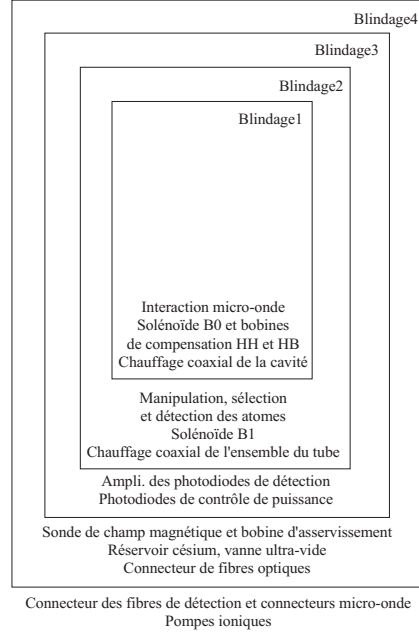 Blindage4
Blindage3
Blindage2
Blindage1
Interaction micro-onde
Solénoïde B0 et bobines
de compensation HH et HB
Chauffage coaxial de la cavité
Manipulation, sélection
et détection des atomes
Solénoïde B1
Chauffage coaxial de l'ensemble du tube
Ampli. des photodiodes de détection
Photodiodes de contrôle de puissance
Sonde de champ magnétique et bobine d'asservissement
Réservoir césium, vanne ultra-vide
Connecteur de fibres optiques
Connecteur des fibres de détection et connecteurs micro-onde
Pompes ioniques